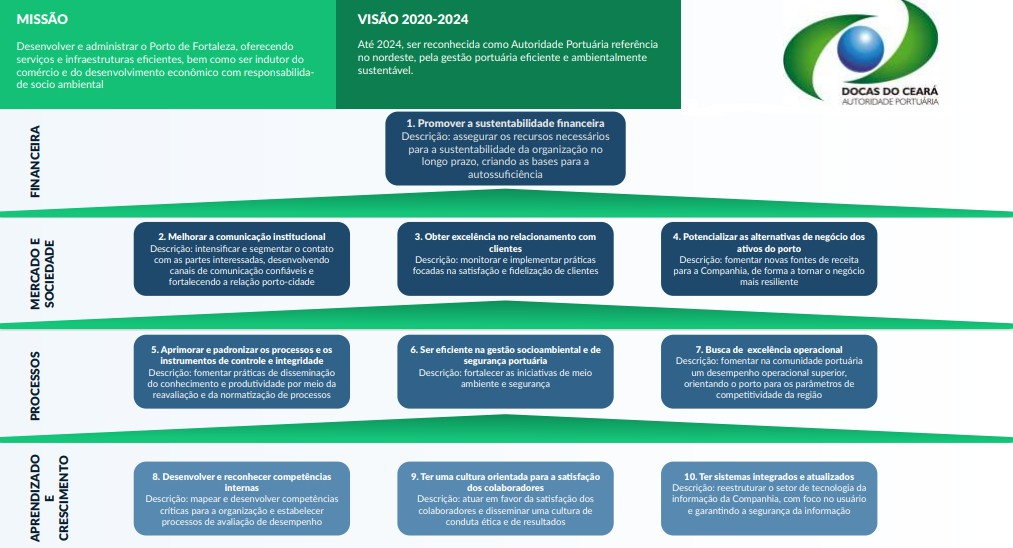 MISSÃO
Desenvolver e administrar o Porto de Fortaleza, oferecendo
serviços e infraestruturas eficientes, bem como ser indutor do
comércio e do desenvolvimento econômico com responsabilida-
de socio ambiental
VISÃO 2020-2024
Até 2024, ser reconhecida como Autoridade Portuária referência
no nordeste, pela gestão portuária eficiente e ambientalmente
sustentável.
DOCAS DO CEARÁ
AUTORIDADE PORTUÁRIA
FINANCEIRA
1. Promover a sustentabilidade financeira
Descrição: assegurar os recursos necessários
para a sustentabilidade da organização no
longo prazo, criando as bases para a
autossuficiência
MERCADO E
SOCIEDADE
2. Melhorar a comunicação institucional
Descrição: intensificar e segmentar o contato
com as partes interessadas, desenvolvendo
canais de comunicação confiáveis e
fortalecendo a relação porto-cidade
3. Obter excelência no relacionamento com
clientes
Descrição: monitorar e implementar práticas
focadas na satisfação e fidelização de clientes
4. Potencializar as alternativas de negócio dos
ativos do porto
Descrição: fomentar novas fontes de receita
para a Companhia, de forma a tornar o negócio
mais resiliente
PROCESSOS
5. Aprimorar e padronizar os processos e os
instrumentos de controle e integridade
Descrição: fomentar práticas de disseminação
do conhecimento e produtividade por meio da
reavaliação e da normatização de processos
6. Ser eficiente na gestão socioambiental e de
segurança portuária
Descrição: fortalecer as iniciativas de meio
ambiente e segurança
7. Busca de excelência operacional
Descrição: fomentar na comunidade portuária
um desempenho operacional superior,
orientando o porto para os parâmetros de
competitividade da região
APRENDIZADO
E
CRESCIMENTO
8. Desenvolver e reconhecer competências
internas
Descrição: mapear e desenvolver competências
críticas para a organização e estabelecer
processos de avaliação de desempenho
9. Ter uma cultura orientada para a satisfação
dos colaboradores
Descrição: atuar em favor da satisfação dos
colaboradores e disseminar uma cultura de
conduta ética e de resultados
10. Ter sistemas integrados e atualizados
Descrição: reestruturar o setor de tecnologia da
informação da Companhia, com foco no usuário
e garantindo a segurança da informação